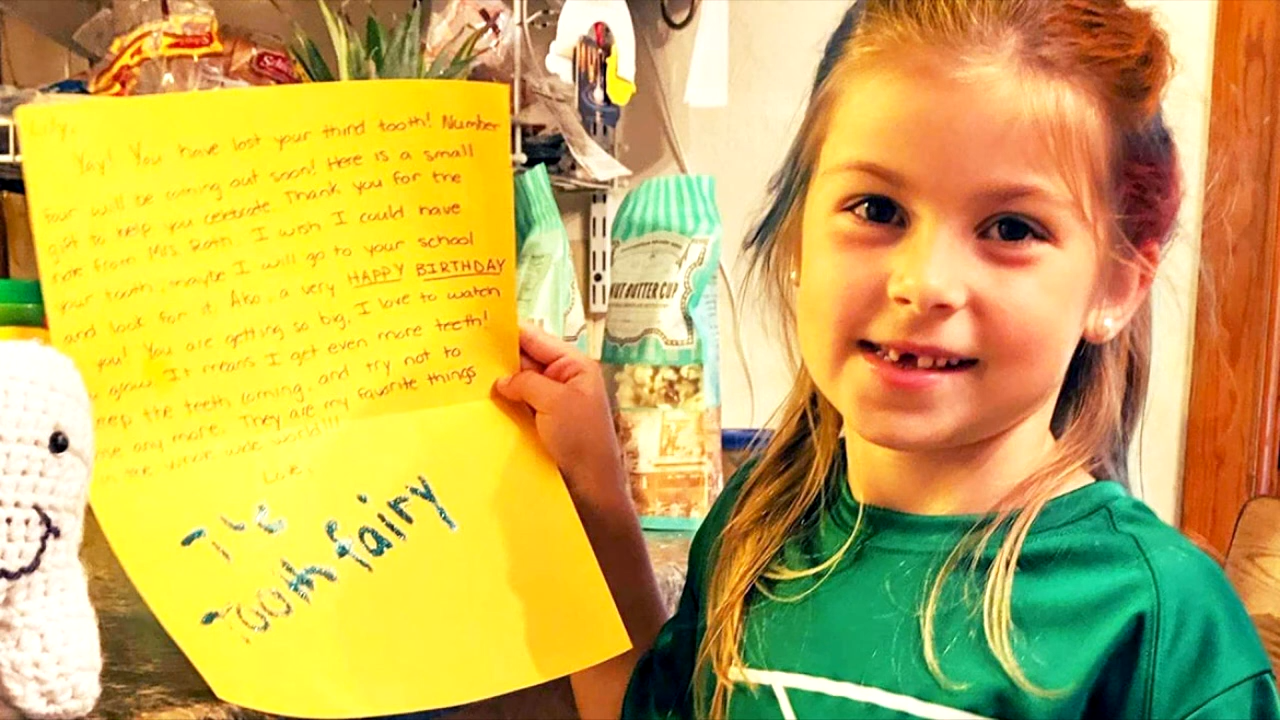 Lily,
Yay! You have lost your third tooth! Number
four will be coming out soon! Here is a small
gift to help you celebrate. Thank you for the
note from Mrs. Roth. I wish I could have
your tooth, maybe I will go to your school
and look for it. Also, a very HAPPY BIRTHDAY
you! You are getting so big. I love to watch
grow. It means I get even more teeth!
the teeth coming, and try not to
any more. They are my favorite things
in the whole wide world!!!
Love,
The
Tooth fairy
NUT BUTTER CUP